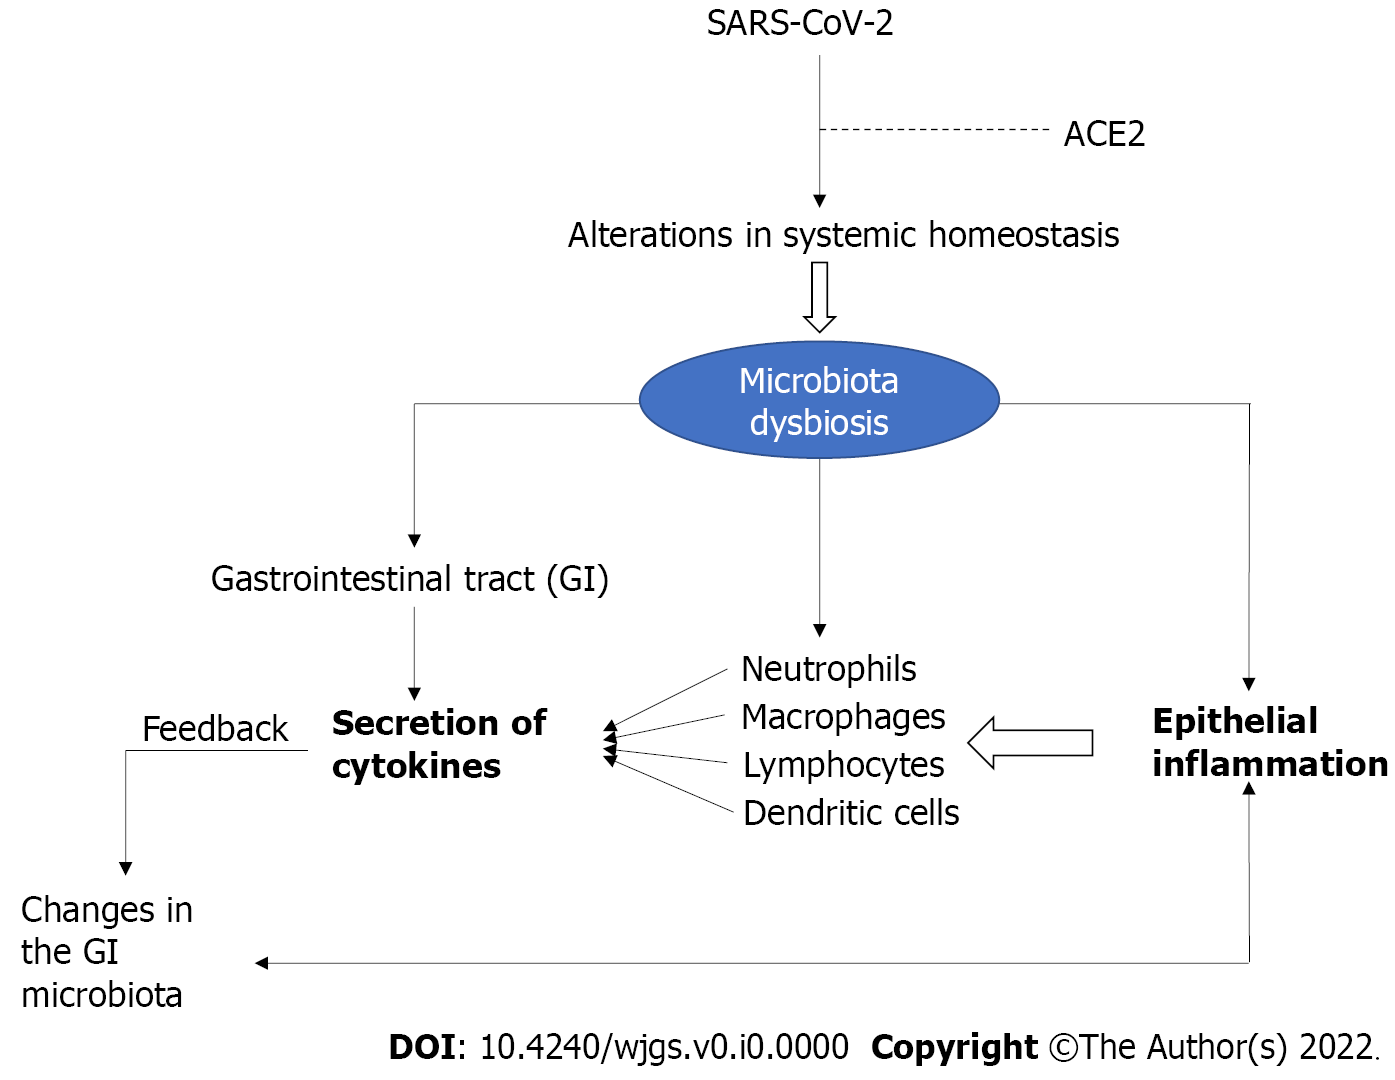 SARS-CoV-2
ACE2
Alterations in systemic homeostasis
Microbiota
dysbiosis
Gastrointestinal tract (GI)
Neutrophils
Macrophages
Lymphocytes
Dendritic cells
Feedback
Secretion of
cytokines
Epithelial
inflammation
Changes in
the GI
microbiota
DOI: 10.4240/wjgs.v0.i0.0000 Copyright ©The Author(s) 2022.